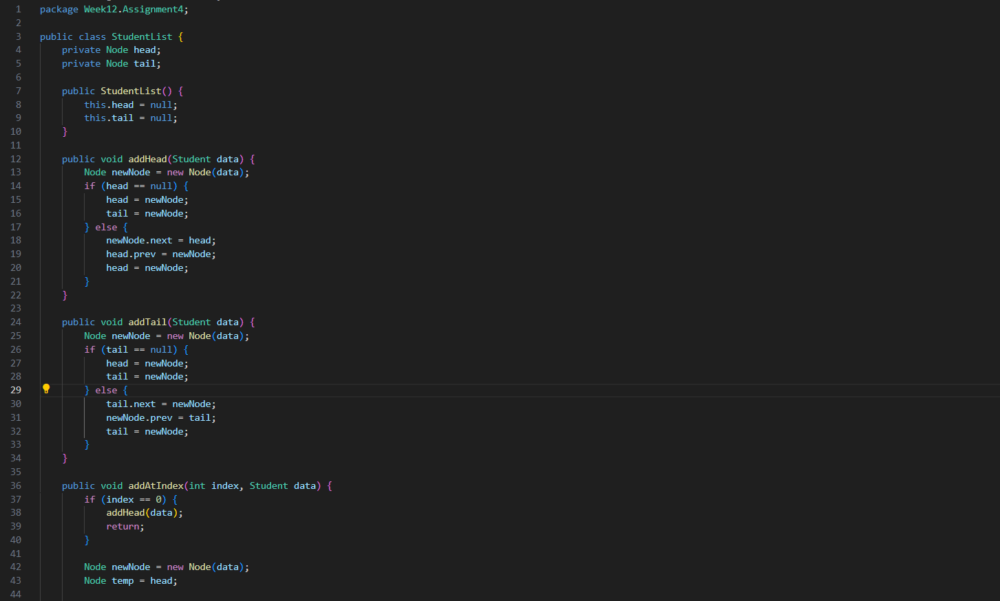 1 package Week12.Assignment4;
2
3 public class StudentList {
4     private Node head;
5     private Node tail;
6
7     public StudentList() {
8         this.head = null;
9         this.tail = null;
10     }
11
12     public void addHead(Student data) {
13         Node newNode = new Node(data);
14         if (head == null) {
15             head = newNode;
16             tail = newNode;
17         } else {
18             newNode.next = head;
19             head.prev = newNode;
20             head = newNode;
21         }
22     }
23
24     public void addTail(Student data) {
25         Node newNode = new Node(data);
26         if (tail == null) {
27             head = newNode;
28             tail = newNode;
29         } else {
30             tail.next = newNode;
31             newNode.prev = tail;
32             tail = newNode;
33         }
34     }
35
36     public void addAtIndex(int index, Student data) {
37         if (index == 0) {
38             addHead(data);
39             return;
40         }
41
42         Node newNode = new Node(data);
43         Node temp = head;
44